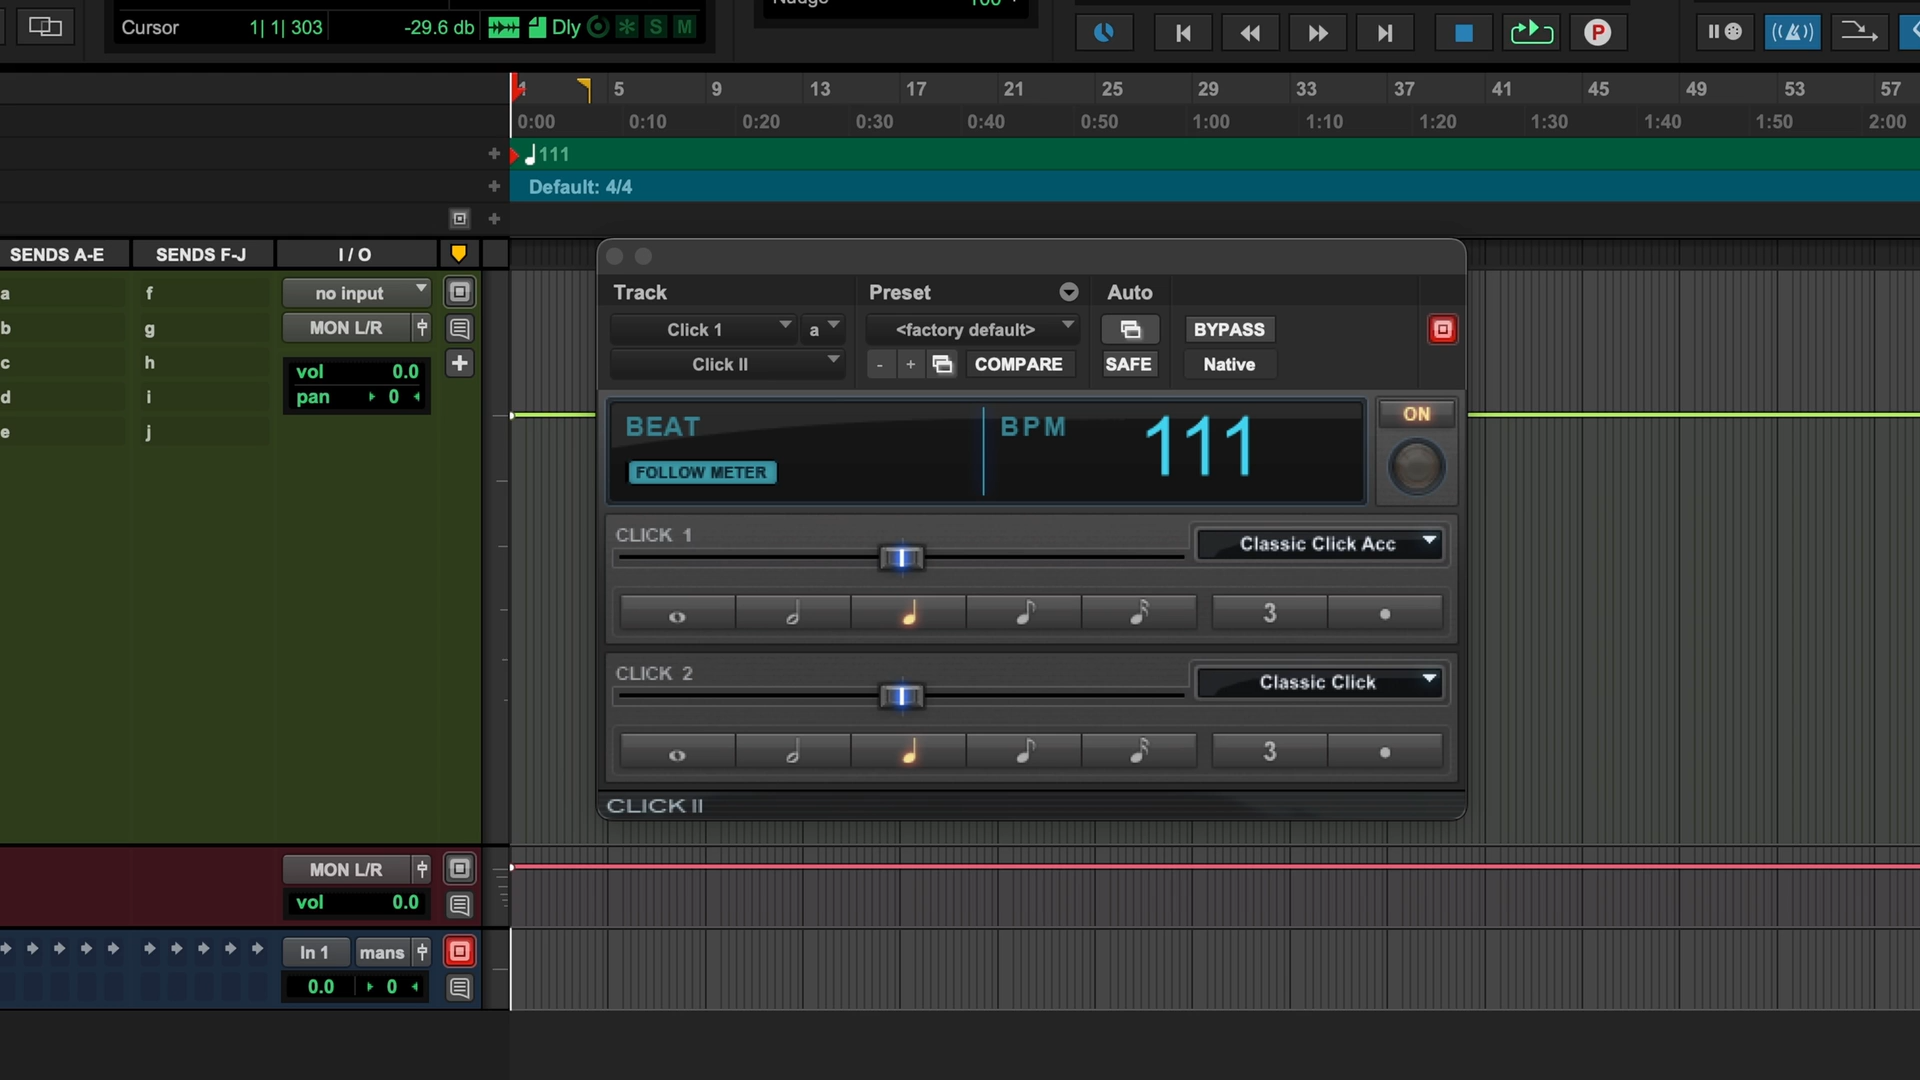 Cursor 1| 1| 303 -29.6 db Dly S M
P
1 5 9 13 17 21 25 29 33 37 41 45 49 53 57
0:00 0:10 0:20 0:30 0:40 0:50 1:00 1:10 1:20 1:30 1:40 1:50 2:00
111
Default: 4/4
SENDS A-E SENDS F-J I / O
a f no input
b g MON L/R
c h vol 0.0
d i pan 0
e j
Track Preset Auto
Click 1 a <factory default> BYPASS
Click II - + COMPARE SAFE Native
BEAT BPM 111 ON
FOLLOW METER
CLICK 1 Classic Click Acc
3
CLICK 2 Classic Click
3
CLICK II
MON L/R
vol 0.0
In 1 mans
0.0 0